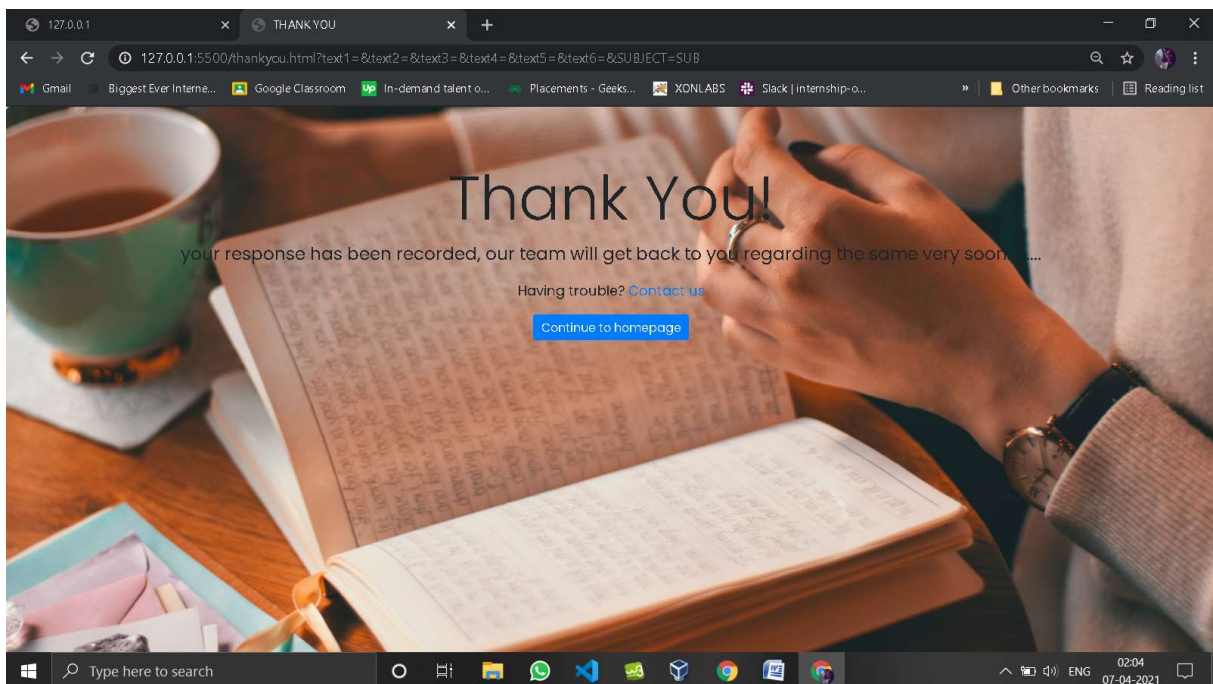 127.0.0.1
THANK YOU
127.0.0.1:5500/thankyou.html?text1=&text2=&text3=&text4=&text5=&text6=&SUBJECT=SUB
Gmail
Biggest Ever Interne...
Google Classroom
Up In-demand talent o...
Placements - Geeks...
XONLABS
Slack | internship-o...
»
Other bookmarks
Reading list
Thank You!
your response has been recorded, our team will get back to you regarding the same very soon
Having trouble? Contact us
Continue to homepage
Type here to search
ENG
02:04
07-04-2021